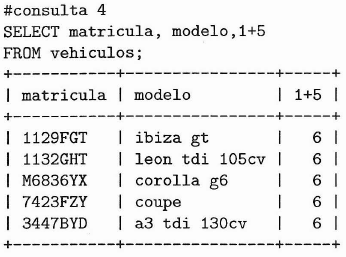 #consulta 4
SELECT matricula, modelo,1+5
FROM vehiculos;
+-----------+----------------+-----+
| matricula | modelo         | 1+5 |
+-----------+----------------+-----+
| 1129FGT   | ibiza gt       |   6 |
| 1132GHT   | leon tdi 105cv |   6 |
| M6836YX   | corolla g6     |   6 |
| 7423FZY   | coupe          |   6 |
| 3447BYD   | a3 tdi 130cv   |   6 |
+-----------+----------------+-----+